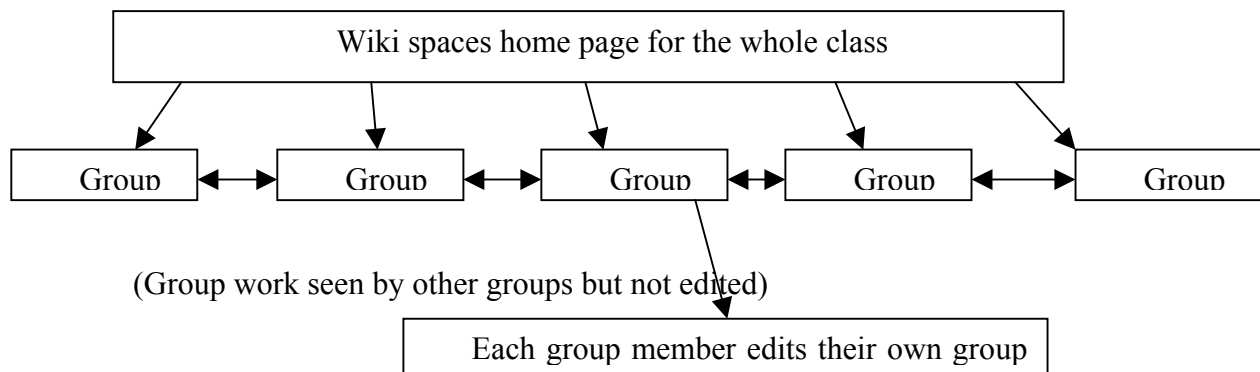 Wiki spaces home page for the whole class
Group Group Group Group Group
(Group work seen by other groups but not edited)
Each group member edits their own group